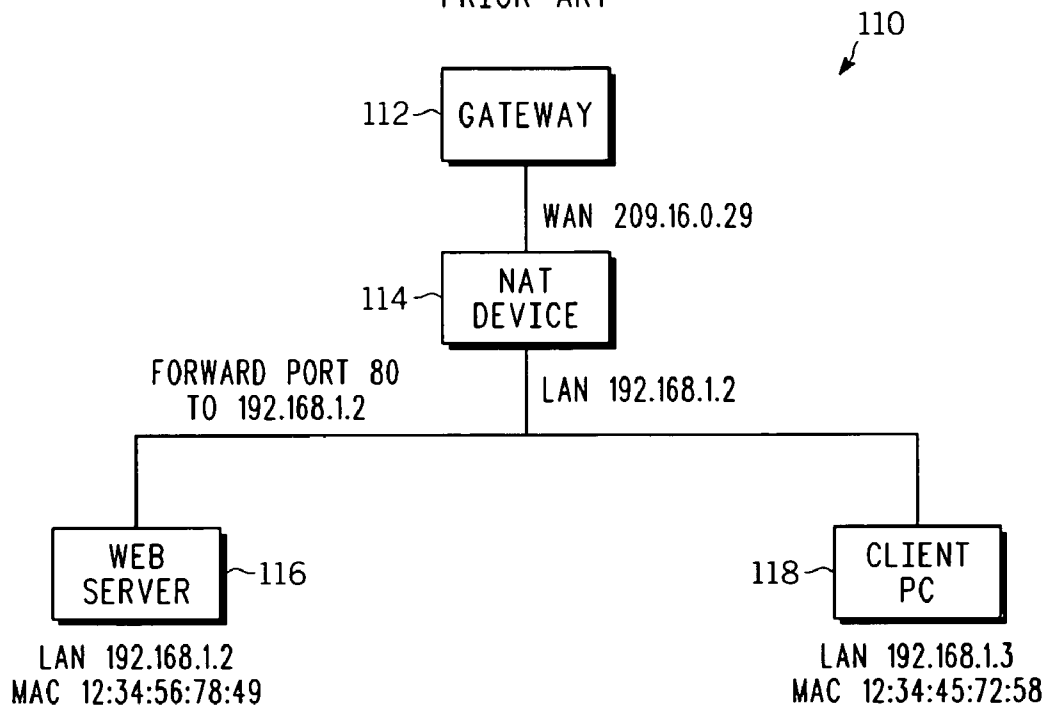 PRIOR ART
110
112
GATEWAY
WAN 209.16.0.29
114
NAT
DEVICE
FORWARD PORT 80
TO 192.168.1.2
LAN 192.168.1.2
WEB
SERVER
116
118
CLIENT
PC
LAN 192.168.1.2
MAC 12:34:56:78:49
LAN 192.168.1.3
MAC 12:34:45:72:58